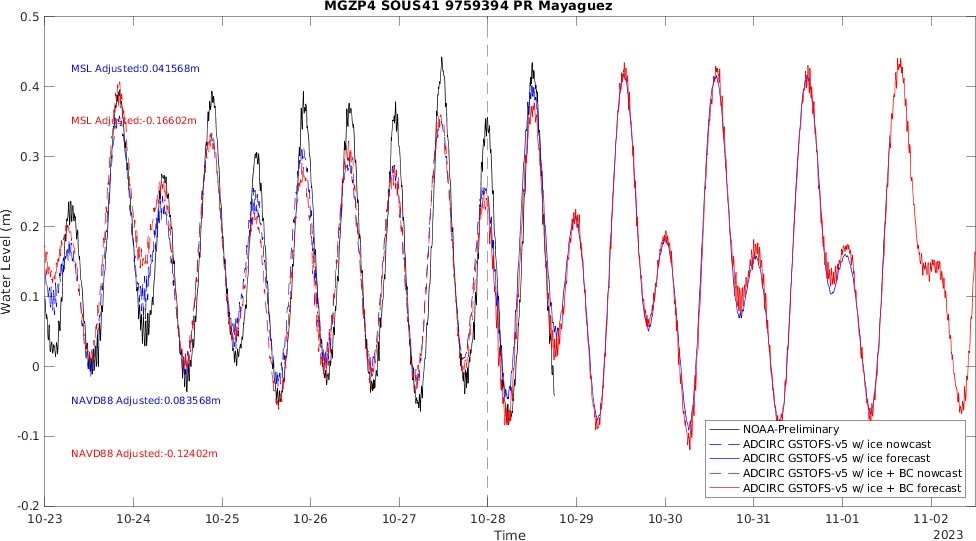 MGZP4 SOUS41 9759394 PR Mayaguez
0.5
0.4
0.3
0.2
0.1
0
-0.1
-0.2
Water Level (m)
MSL Adjusted:0.041568m
MSL Adjusted:-0.16602m
NAVD88 Adjusted:0.083568m
NAVD88 Adjusted:-0.12402m
NOAA-Preliminary
ADCIRC GSTOFS-v5 w/ ice nowcast
ADCIRC GSTOFS-v5 w/ ice forecast
ADCIRC GSTOFS-v5 w/ ice + BC nowcast
ADCIRC GSTOFS-v5 w/ ice + BC forecast
10-23 10-24 10-25 10-26 10-27 10-28 10-29 10-30 10-31 11-01 11-02
Time
2023